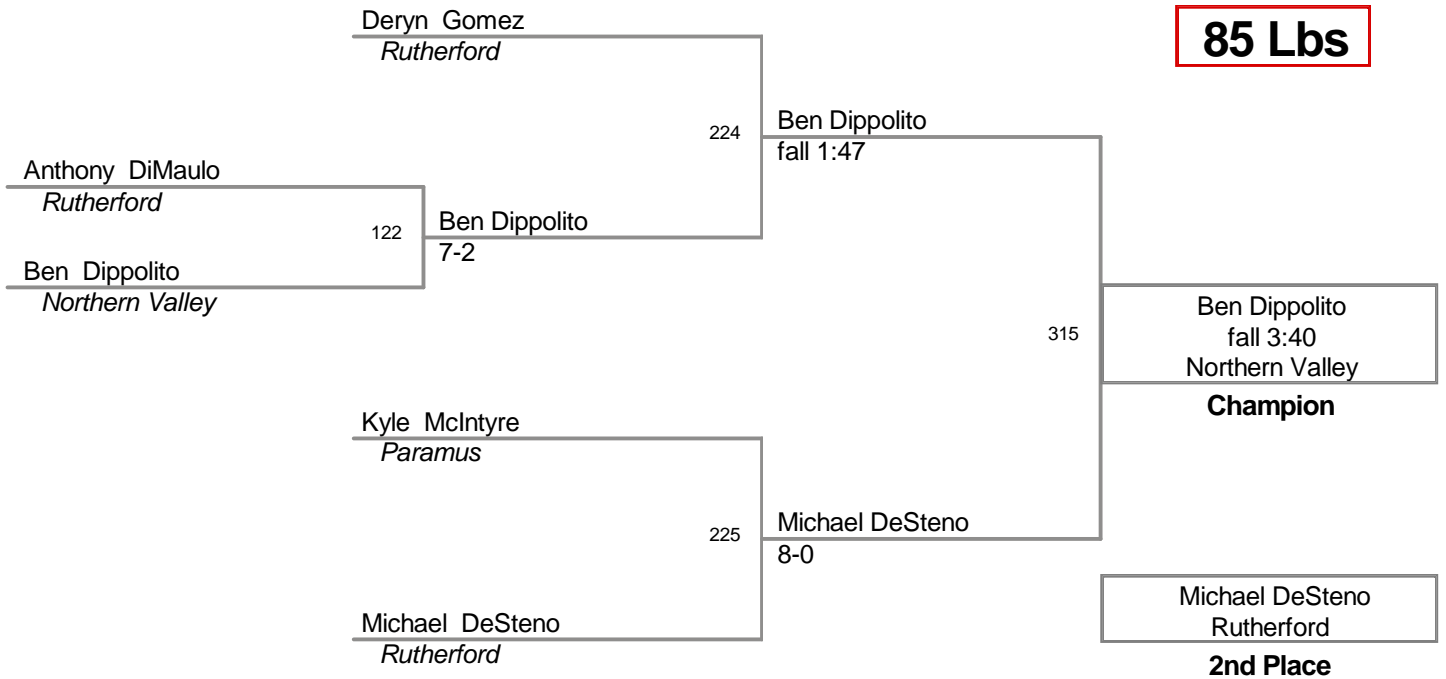 Deryn Gomez
Rutherford
85 Lbs
224
Ben Dippolito
fall 1:47
Anthony DiMaulo
Rutherford
122
Ben Dippolito
7-2
Ben Dippolito
Northern Valley
315
Ben Dippolito
fall 3:40
Northern Valley
Champion
Kyle McIntyre
Paramus
225
Michael DeSteno
8-0
Michael DeSteno
Rutherford
Michael DeSteno
Rutherford
2nd Place